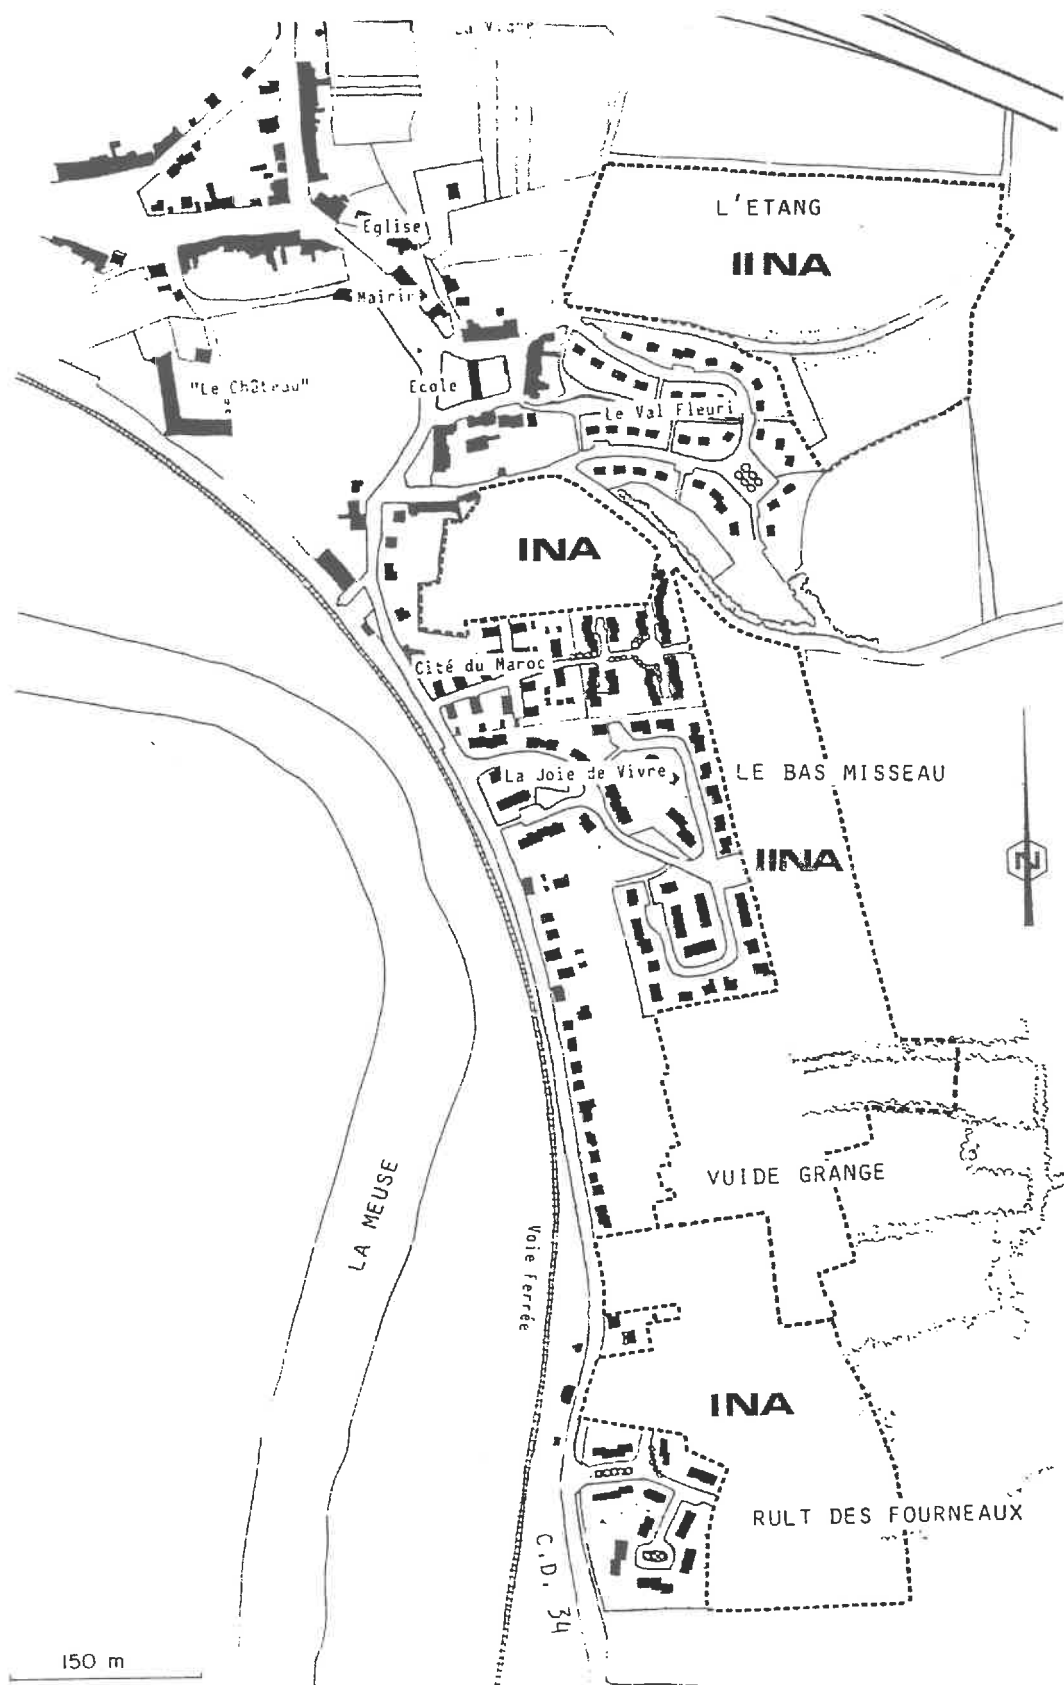 La Vigne
L'ETANG
IINA
Eglise
Mairir
"Le Château"
Ecole
Le Val Fleuri
INA
Cité du Maroc
La Joie de Vivre
LE BAS MISSEAU
IINA
N
VUIDE GRANGE
LA MEUSE
Voie Ferrée
INA
RULT DES FOURNEAUX
C.D. 34
150 m